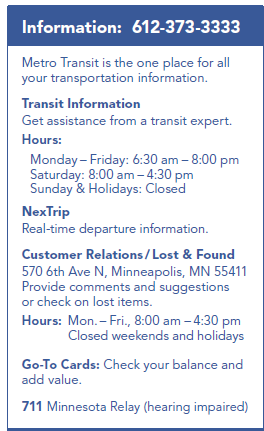 Information: 612-373-3333
Metro Transit is the one place for all
your transportation information.
Transit Information
Get assistance from a transit expert.
Hours:
Monday – Friday: 6:30 am – 8:00 pm
Saturday: 8:00 am – 4:30 pm
Sunday & Holidays: Closed
NexTrip
Real-time departure information.
Customer Relations / Lost & Found
570 6th Ave N, Minneapolis, MN 55411
Provide comments and suggestions
or check on lost items.
Hours: Mon. – Fri., 8:00 am – 4:30 pm
Closed weekends and holidays
Go-To Cards: Check your balance and
add value.
711 Minnesota Relay (hearing impaired)